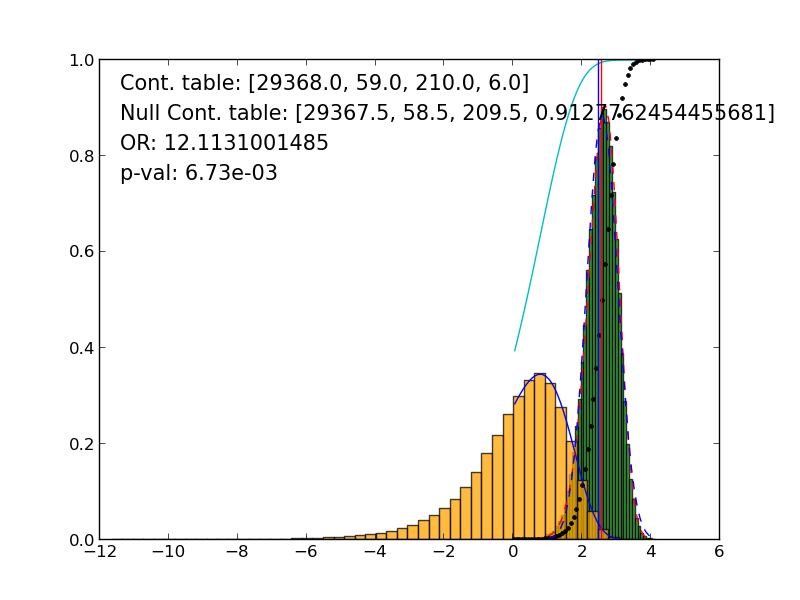 1.0
0.8
0.6
0.4
0.2
0.0
Cont. table: [29368.0, 59.0, 210.0, 6.0]
Null Cont. table: [29367.5, 58.5, 209.5, 0.9127762454455681]
OR: 12.1131001485
p-val: 6.73e-03
−12 −10 −8 −6 −4 −2 0 2 4 6